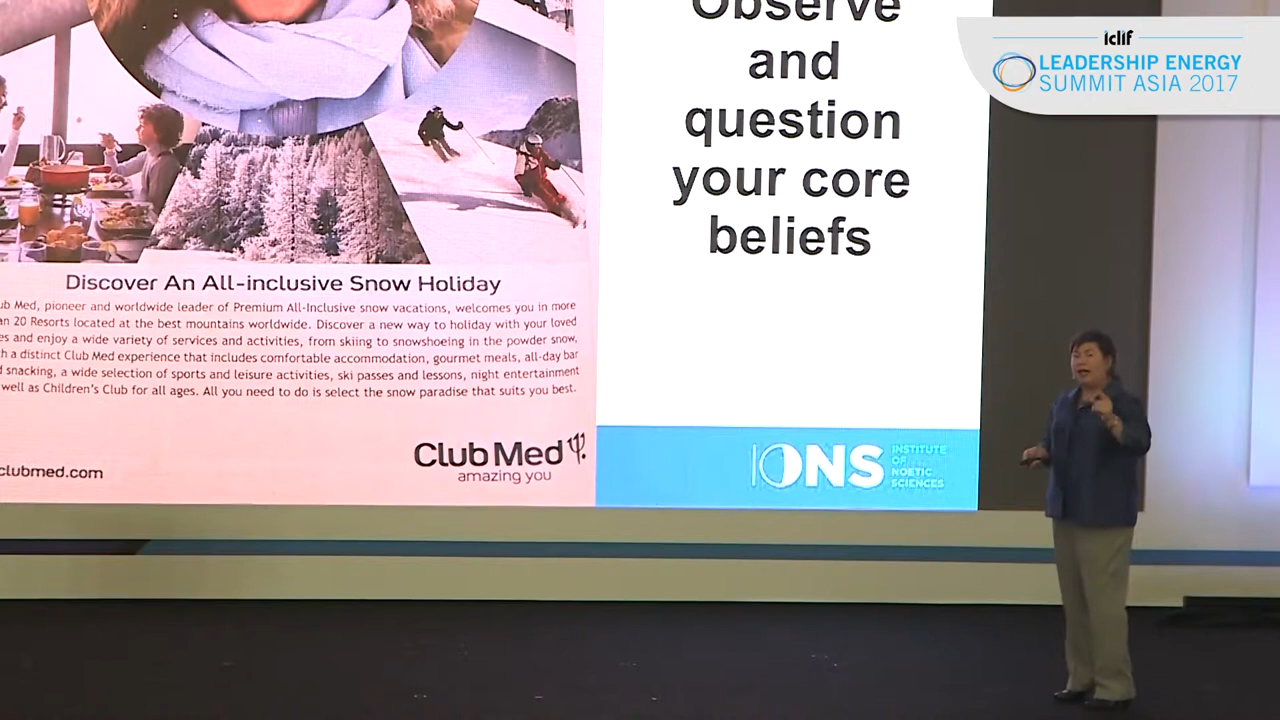 Observe
and
question
your core
beliefs
iclif
LEADERSHIP ENERGY
SUMMIT ASIA 2017
Discover An All-inclusive Snow Holiday
Med, pioneer and worldwide leader of Premium All-Inclusive snow vacations, welcomes you in more
20 Resorts located at the best mountains worldwide. Discover a new way to holiday with your loved
and enjoy a wide variety of services and activities, from skiing to snowshoeing in the powder snow,
a distinct Club Med experience that includes comfortable accommodation, gourmet meals, all-day bar
snacking, a wide selection of sports and leisure activities, ski passes and lessons, night entertainment
well as Children's Club for all ages. All you need to do is select the snow paradise that suits you best.
Club Med
amazing you
clubmed.com
IONS
INSTITUTE
OF
NOETIC
SCIENCES